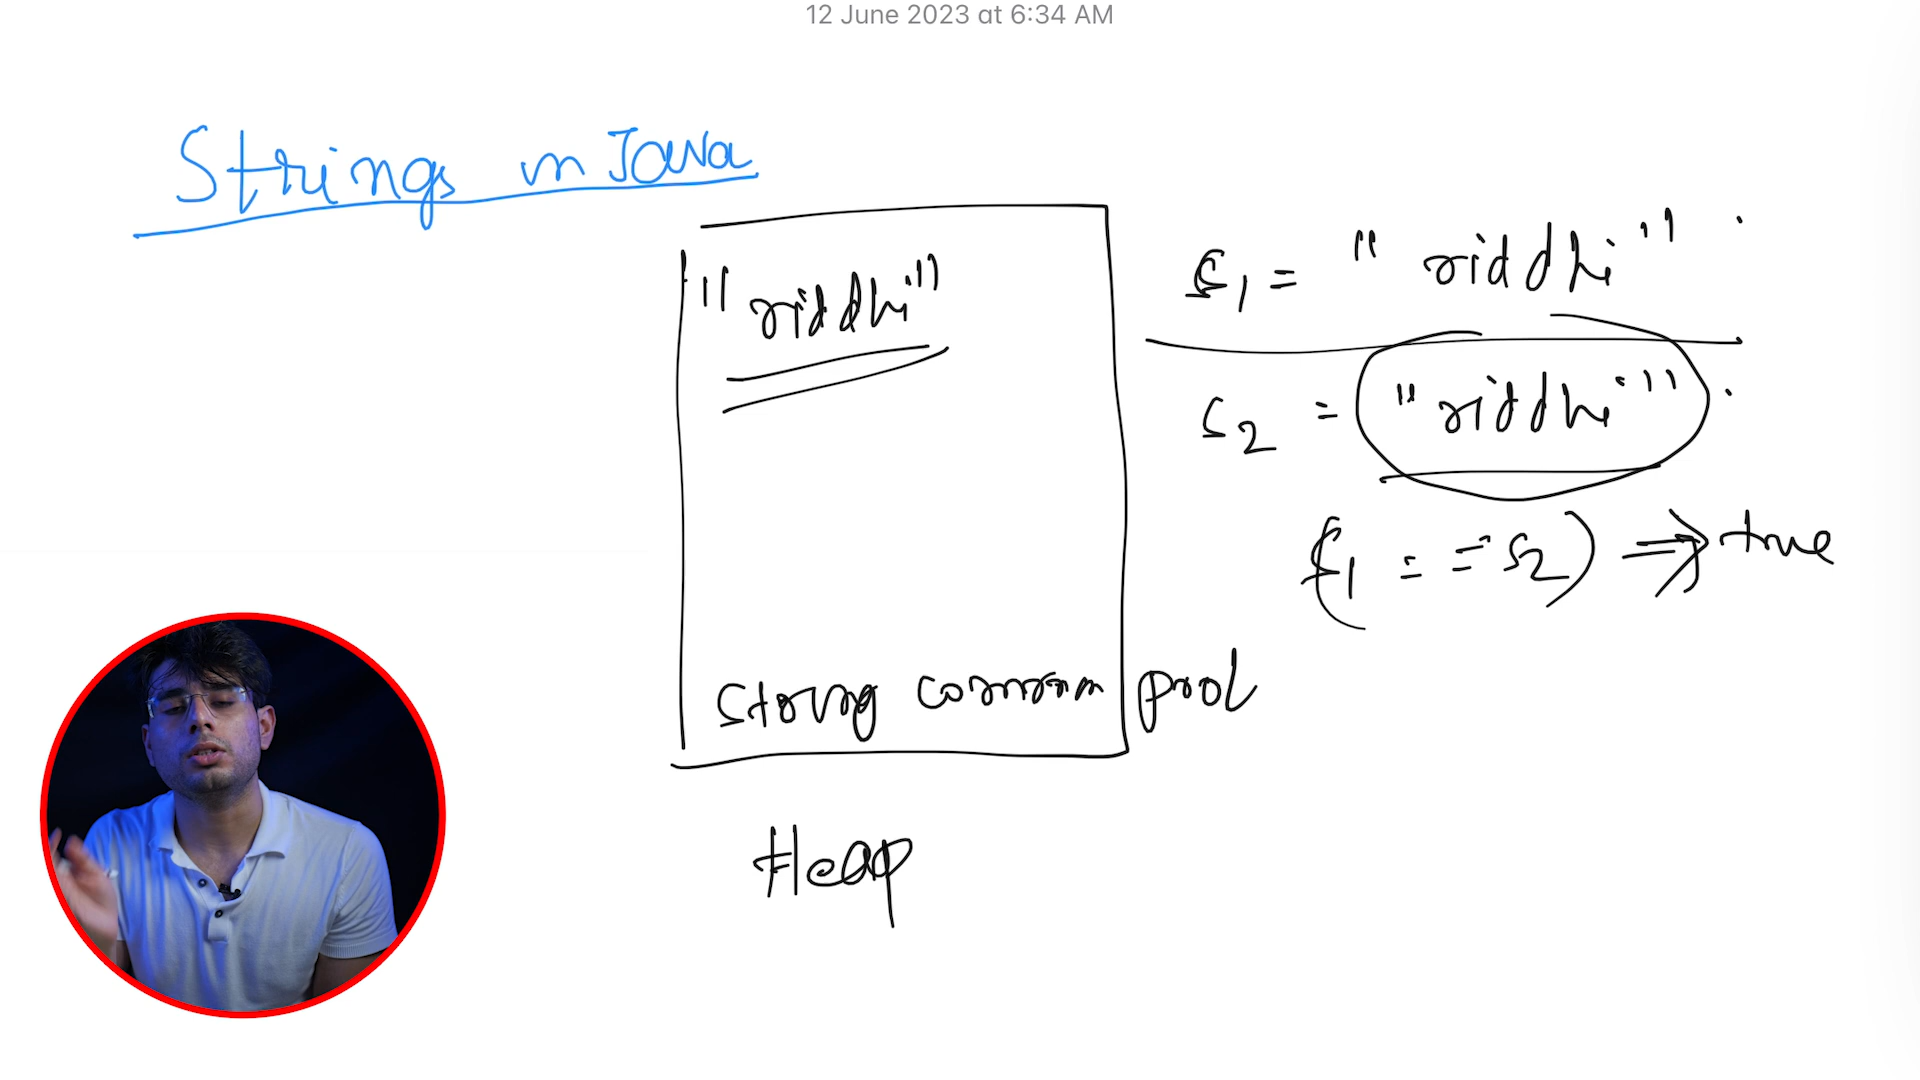 12 June 2023 at 6:34 AM
Strings in Java
"riddhi"
S1 = "riddhi"
S2 = "riddhi"
(S1 == S2) ⇒ true
String common pool
Heap